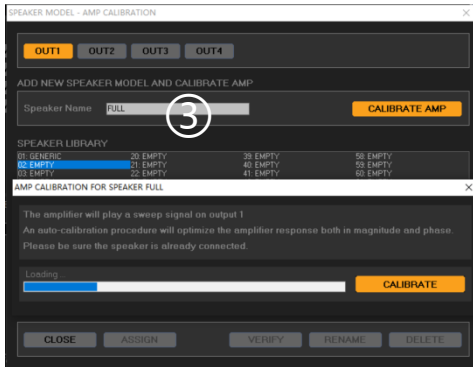 SPEAKER MODEL - AMP CALIBRATION
OUT1 OUT2 OUT3 OUT4
ADD NEW SPEAKER MODEL AND CALIBRATE AMP
Speaker Name FULL CALIBRATE AMP
3
SPEAKER LIBRARY
01: GENERIC 20: EMPTY 39: EMPTY 58: EMPTY
02: EMPTY 21: EMPTY 40: EMPTY 59: EMPTY
03: EMPTY 22: EMPTY 41: EMPTY 60: EMPTY
AMP CALIBRATION FOR SPEAKER FULL
The amplifier will play a sweep signal on output 1
An auto-calibration procedure will optimize the amplifier response both in magnitude and phase.
Please be sure the speaker is already connected.
Loading ...
CALIBRATE
CLOSE ASSIGN VERIFY RENAME DELETE